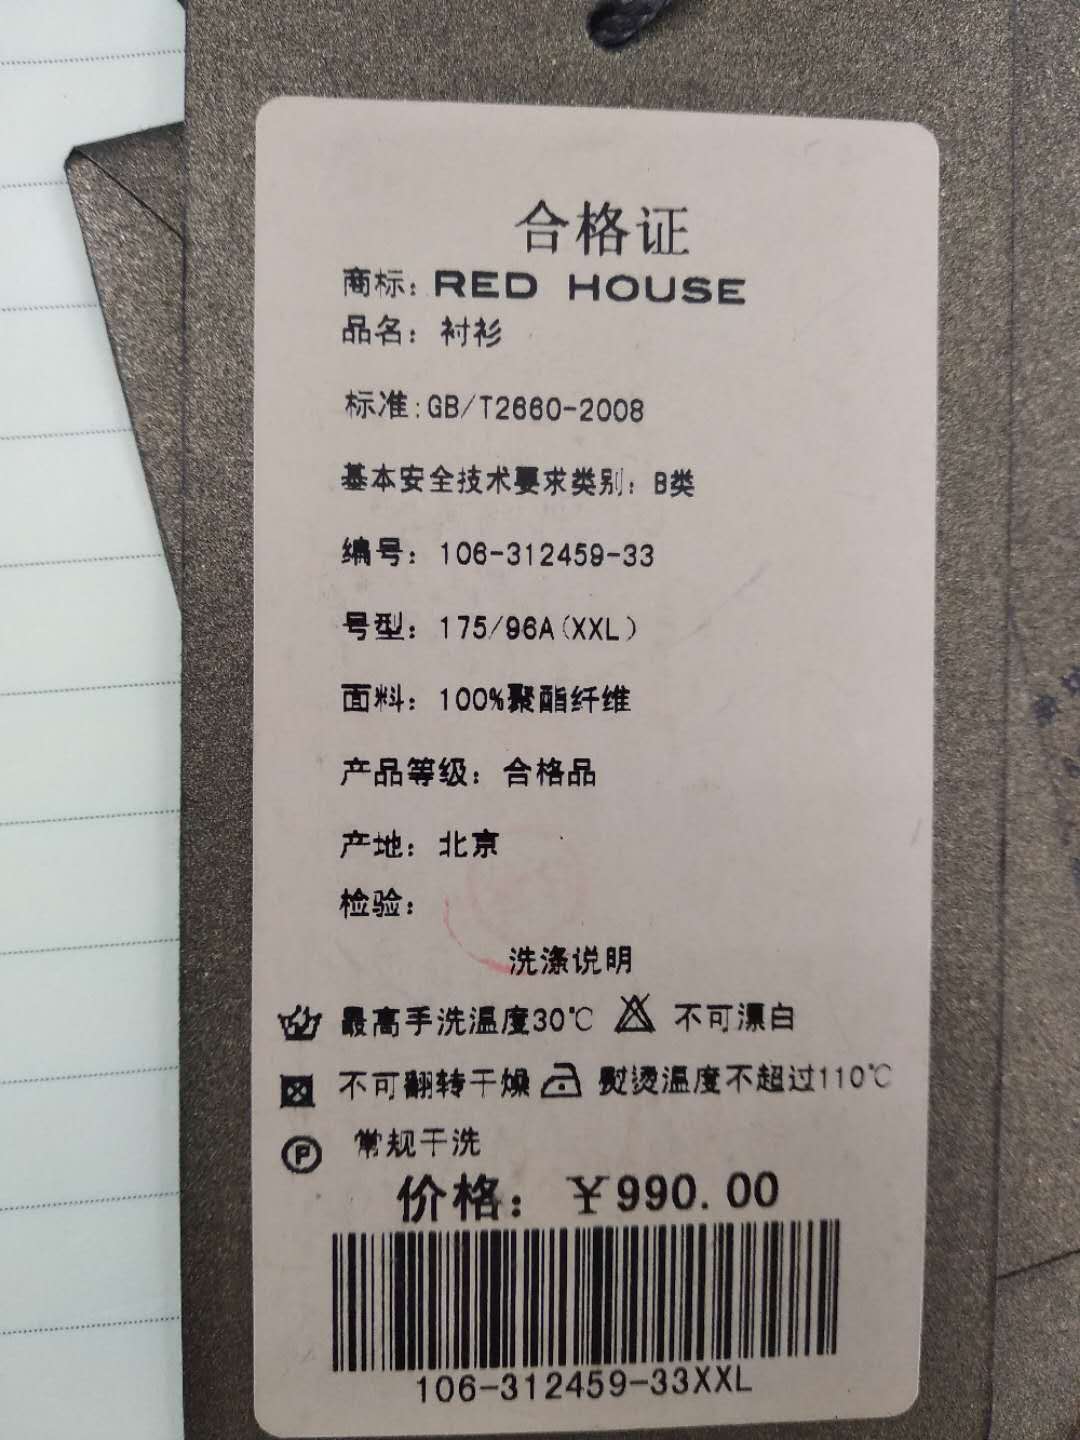 合格证
商标：RED HOUSE
品名：衬衫
标准:GB/T2660-2008
基本安全技术要求类别：B类
编号：106-312459-33
号型：175/96A(XXL)
面料：100%聚酯纤维
产品等级：合格品
产地：北京
检验：
洗涤说明
最高手洗温度30℃ 不可漂白
不可翻转干燥 熨烫温度不超过110℃
P 常规干洗
价格：￥990.00
106-312459-33XXL